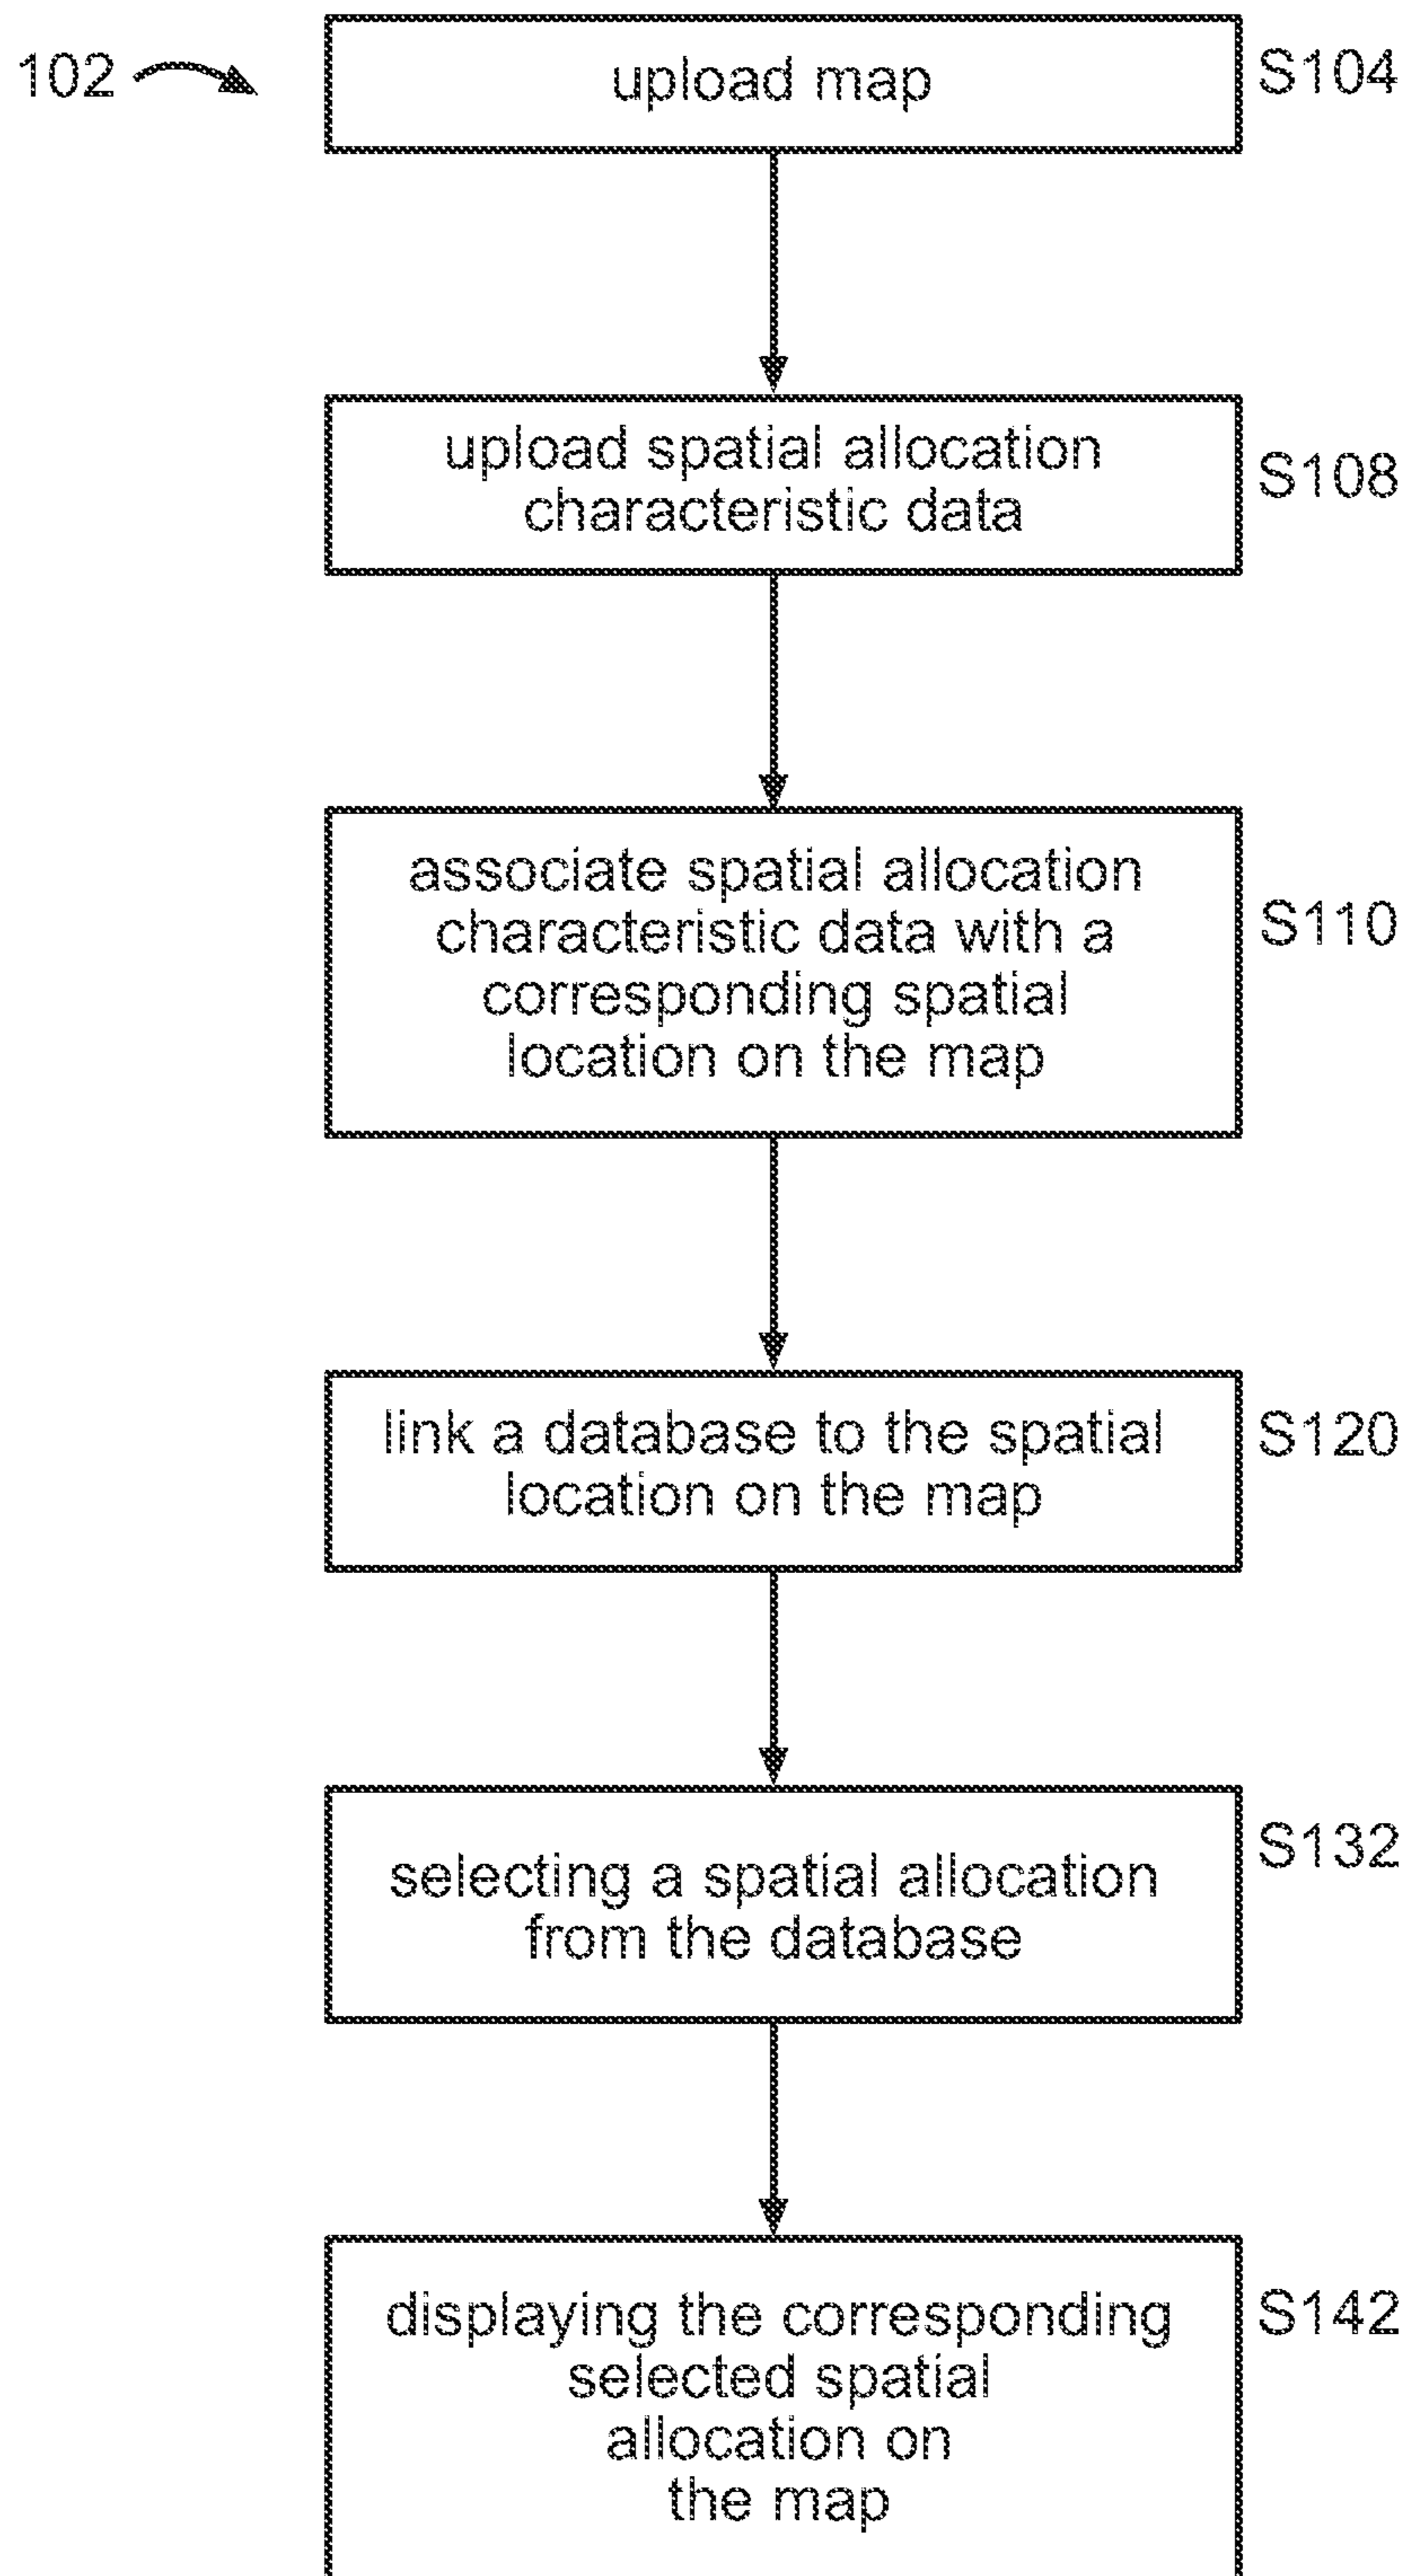 102
upload map
S104
upload spatial allocation
characteristic data
S108
associate spatial allocation
characteristic data with a
corresponding spatial
location on the map
S110
link a database to the spatial
location on the map
S120
selecting a spatial allocation
from the database
S132
displaying the corresponding
selected spatial
allocation on
the map
S142